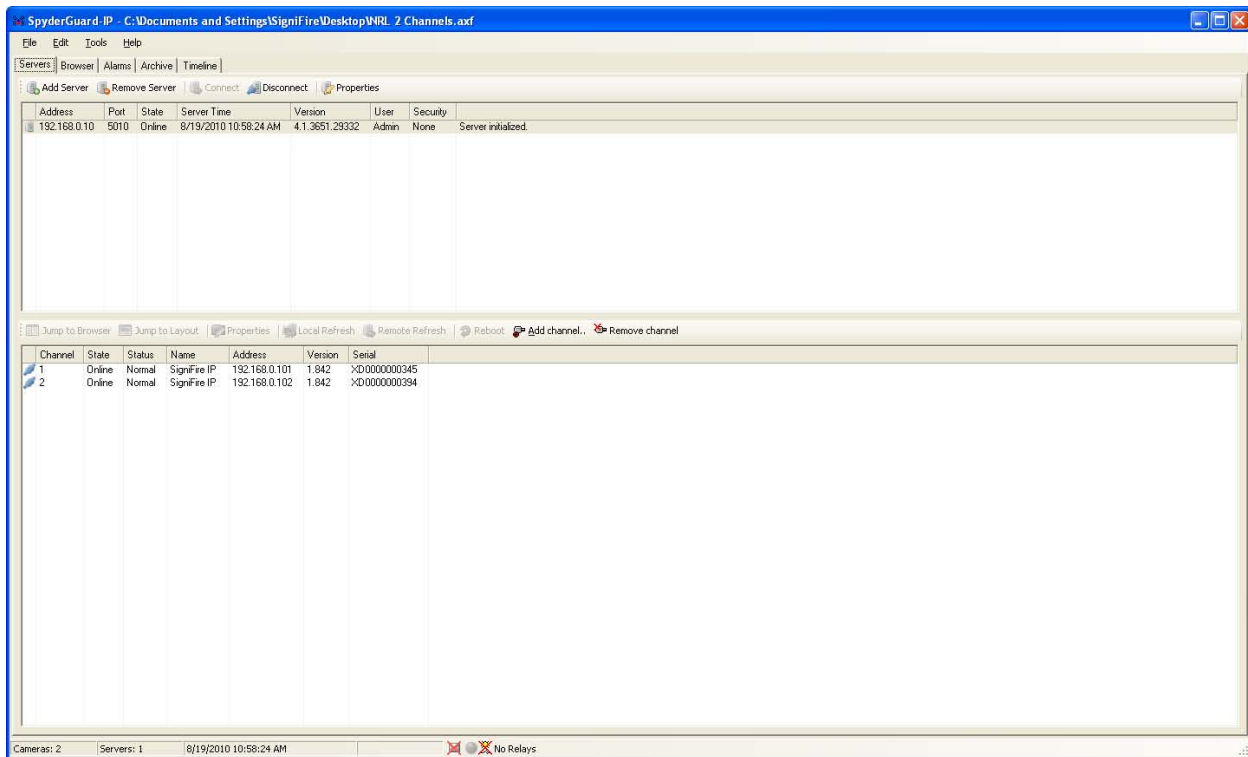 SpyderGuard-IP - C:\Documents and Settings\SigniFire\Desktop\NRL 2 Channels.axf
File Edit Tools Help
Servers Browser Alarms Archive Timeline
Add Server Remove Server Connect Disconnect Properties
Address Port State Server Time Version User Security
192.168.0.10 5010 Online 8/19/2010 10:58:24 AM 4.1.3651.29332 Admin None Server initialized.
Jump to Browser Jump to Layout Properties Local Refresh Remote Refresh Reboot Add channel.. Remove channel
Channel State Status Name Address Version Serial
1 Online Normal SigniFire IP 192.168.0.101 1.842 XD0000000345
2 Online Normal SigniFire IP 192.168.0.102 1.842 XD0000000394
Cameras: 2 Servers: 1 8/19/2010 10:58:24 AM No Relays